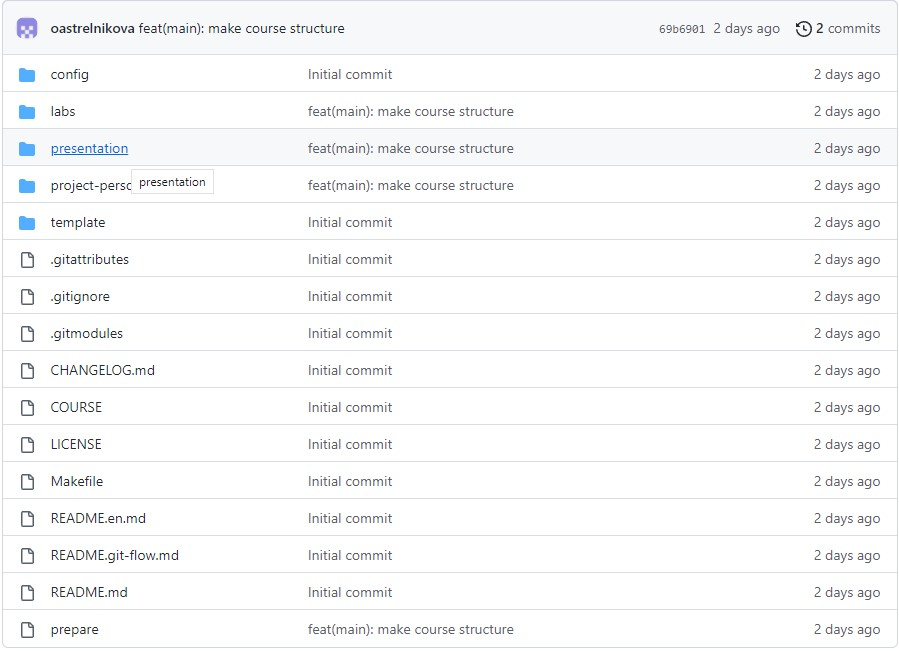 oastrelnikova feat(main): make course structure 69b6901 2 days ago 2 commits
config Initial commit 2 days ago
labs feat(main): make course structure 2 days ago
presentation feat(main): make course structure 2 days ago
project-perso feat(main): make course structure 2 days ago
presentation
template Initial commit 2 days ago
.gitattributes Initial commit 2 days ago
.gitignore Initial commit 2 days ago
.gitmodules Initial commit 2 days ago
CHANGELOG.md Initial commit 2 days ago
COURSE Initial commit 2 days ago
LICENSE Initial commit 2 days ago
Makefile Initial commit 2 days ago
README.en.md Initial commit 2 days ago
README.git-flow.md Initial commit 2 days ago
README.md Initial commit 2 days ago
prepare feat(main): make course structure 2 days ago